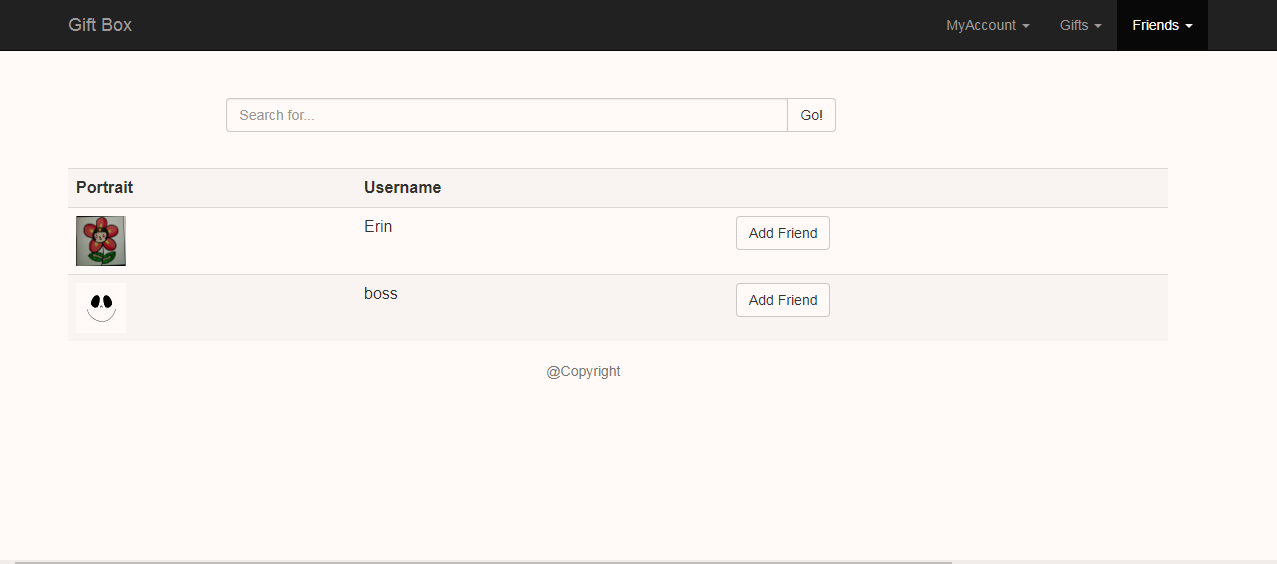 Gift Box MyAccount Gifts Friends
Search for... Go!
Portrait Username
Erin Add Friend
boss Add Friend
@Copyright